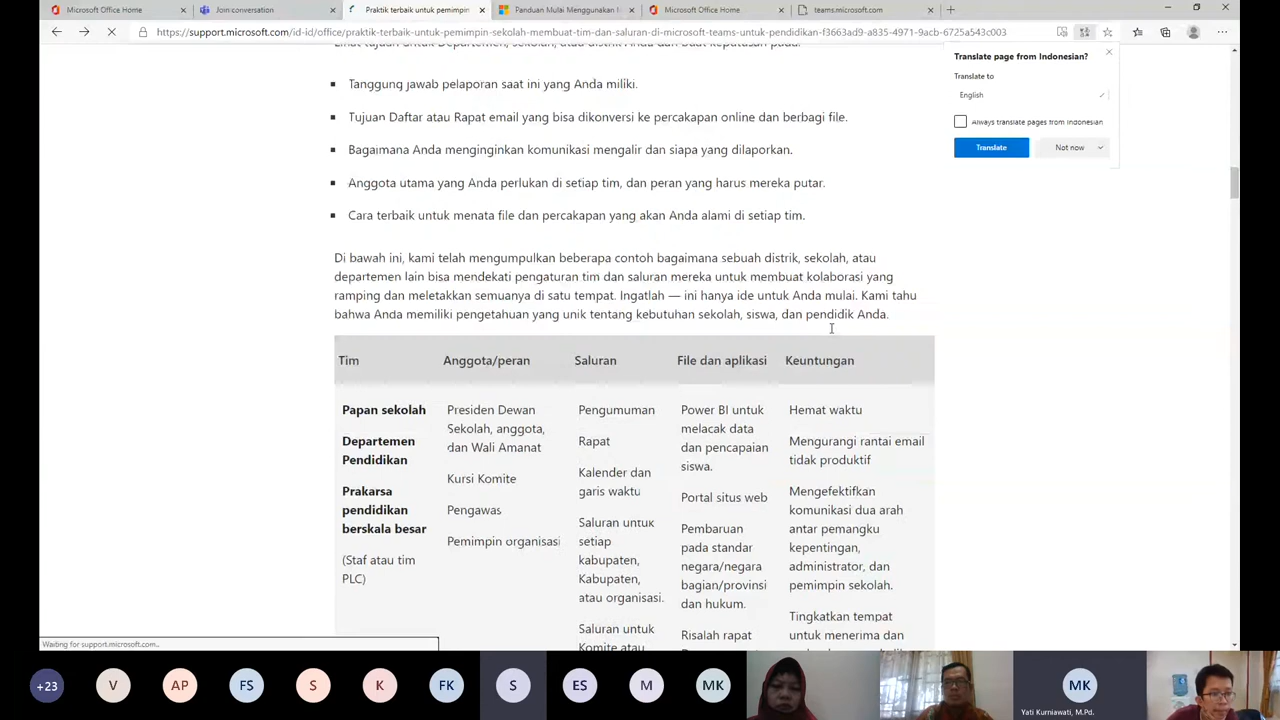 Microsoft Office Home
Join conversation
Praktik terbaik untuk pemimpin
Panduan Mulai Menggunakan
Microsoft Office Home
teams.microsoft.com
https://support.microsoft.com/id-id/office/praktik-terbaik-untuk-pemimpin-sekolah-membuat-tim-dan-saluran-di-microsoft-teams-untuk-pendidikan-f3663ad9-a835-4971-9acb-6725a543c003
Translate page from Indonesian?
Translate to
English
Always translate pages from Indonesian
Translate
Not now
Lihat tujuan Untuk Departemen, sekolah, atau distrik Anda dan buat keputusan pada:
Tanggung jawab pelaporan saat ini yang Anda miliki.
Tujuan Daftar atau Rapat email yang bisa dikonversi ke percakapan online dan berbagi file.
Bagaimana Anda menginginkan komunikasi mengalir dan siapa yang dilaporkan.
Anggota utama yang Anda perlukan di setiap tim, dan peran yang harus mereka putar.
Cara terbaik untuk menata file dan percakapan yang akan Anda alami di setiap tim.
Di bawah ini, kami telah mengumpulkan beberapa contoh bagaimana sebuah distrik, sekolah, atau
departemen lain bisa mendekati pengaturan tim dan saluran mereka untuk membuat kolaborasi yang
ramping dan meletakkan semuanya di satu tempat. Ingatlah — ini hanya ide untuk Anda mulai. Kami tahu
bahwa Anda memiliki pengetahuan yang unik tentang kebutuhan sekolah, siswa, dan pendidik Anda.
Tim
Anggota/peran
Saluran
File dan aplikasi
Keuntungan
Papan sekolah
Departemen
Pendidikan
Prakarsa
pendidikan
berskala besar
(Staf atau tim
PLC)
Presiden Dewan
Sekolah, anggota,
dan Wali Amanat
Kursi Komite
Pengawas
Pemimpin organisasi
Pengumuman
Rapat
Kalender dan
garis waktu
Saluran untuk
setiap
kabupaten,
Kabupaten,
atau organisasi.
Saluran untuk
Komite atau
Power BI untuk
melacak data
dan pencapaian
siswa.
Portal situs web
Pembaruan
pada standar
negara/negara
bagian/provinsi
dan hukum.
Risalah rapat
Hemat waktu
Mengurangi rantai email
tidak produktif
Mengefektifkan
komunikasi dua arah
antar pemangku
kepentingan,
administrator, dan
pemimpin sekolah.
Tingkatkan tempat
untuk menerima dan
Waiting for support.microsoft.com...
+23
V
AP
FS
S
K
FK
S
ES
M
MK
MK
Yati Kurniawati, M.Pd.